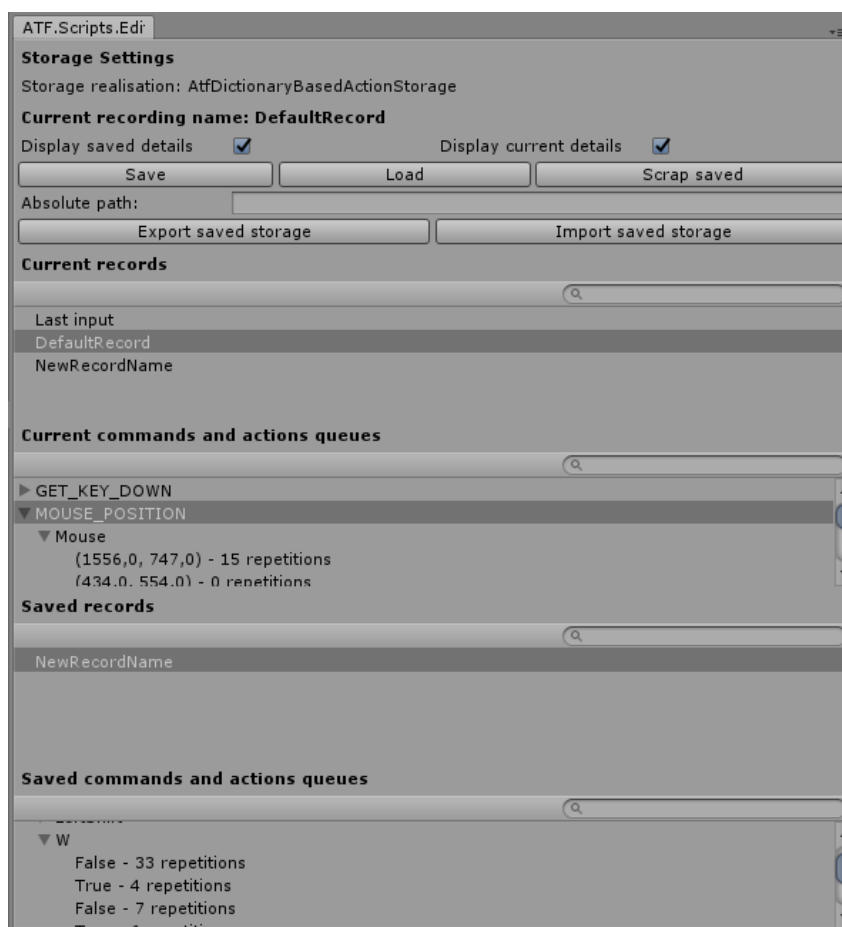 ATF.Scripts.Edi
Storage Settings
Storage realisation: AtfDictionaryBasedActionStorage
Current recording name: DefaultRecord
Display saved details Display current details
Save Load Scrap saved
Absolute path:
Export saved storage Import saved storage
Current records
Last input
DefaultRecord
NewRecordName
Current commands and actions queues
GET_KEY_DOWN
MOUSE_POSITION
Mouse
(1556,0, 747,0) - 15 repetitions
(434,0, 554,0) - 0 repetitions
Saved records
NewRecordName
Saved commands and actions queues
W
False - 33 repetitions
True - 4 repetitions
False - 7 repetitions